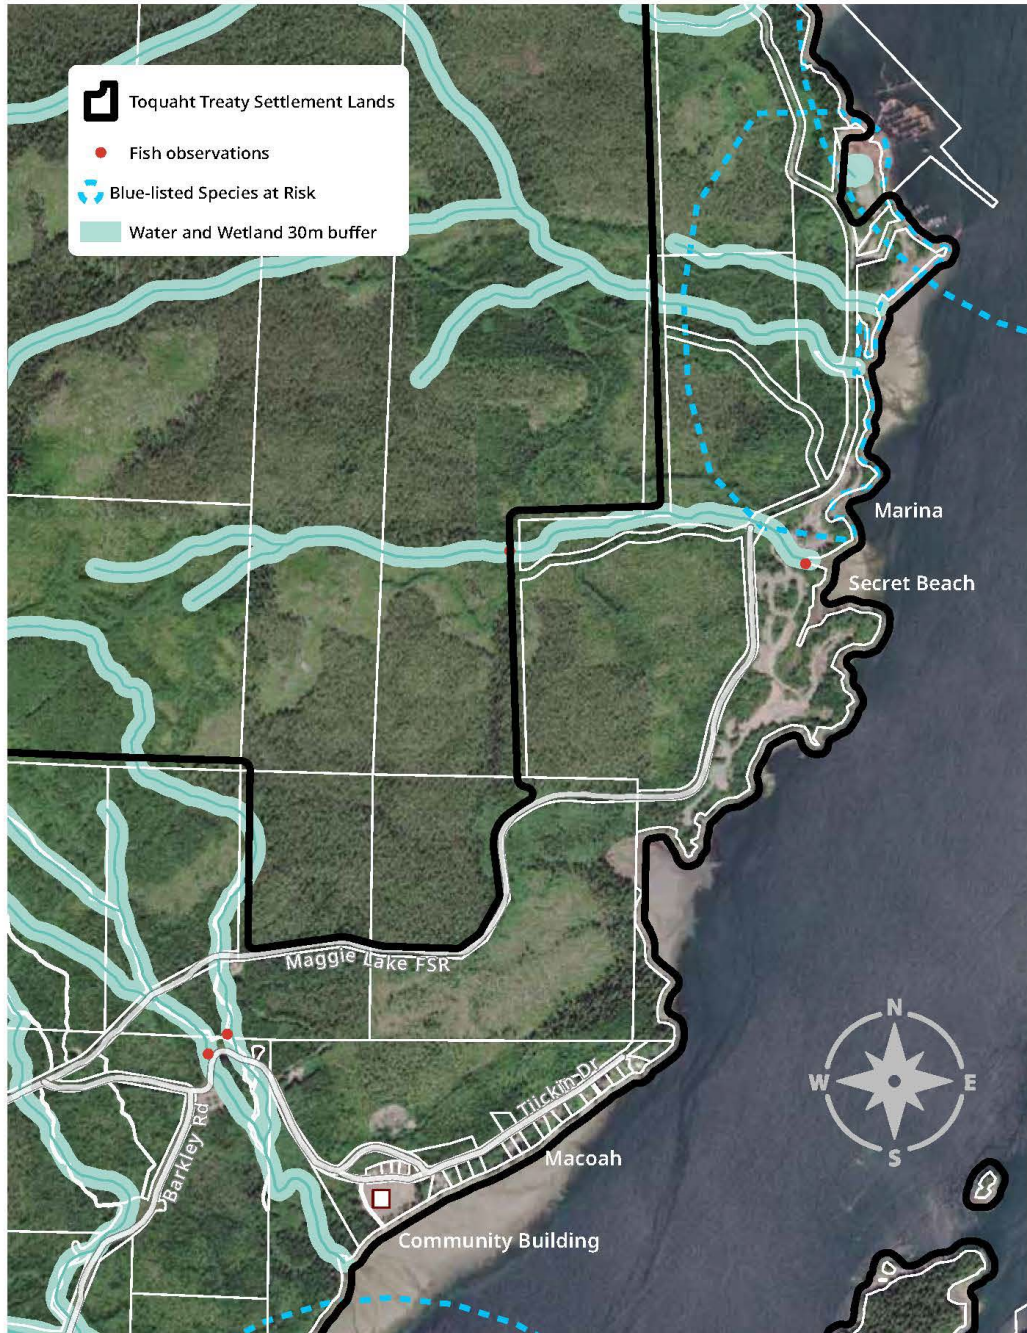 Toquaht Treaty Settlement Lands
Fish observations
Blue-listed Species at Risk
Water and Wetland 30m buffer
Marina
Secret Beach
Maggie Lake FSR
N
W E
S
Tiickin Dr
Barkley Rd
Macoah
Community Building